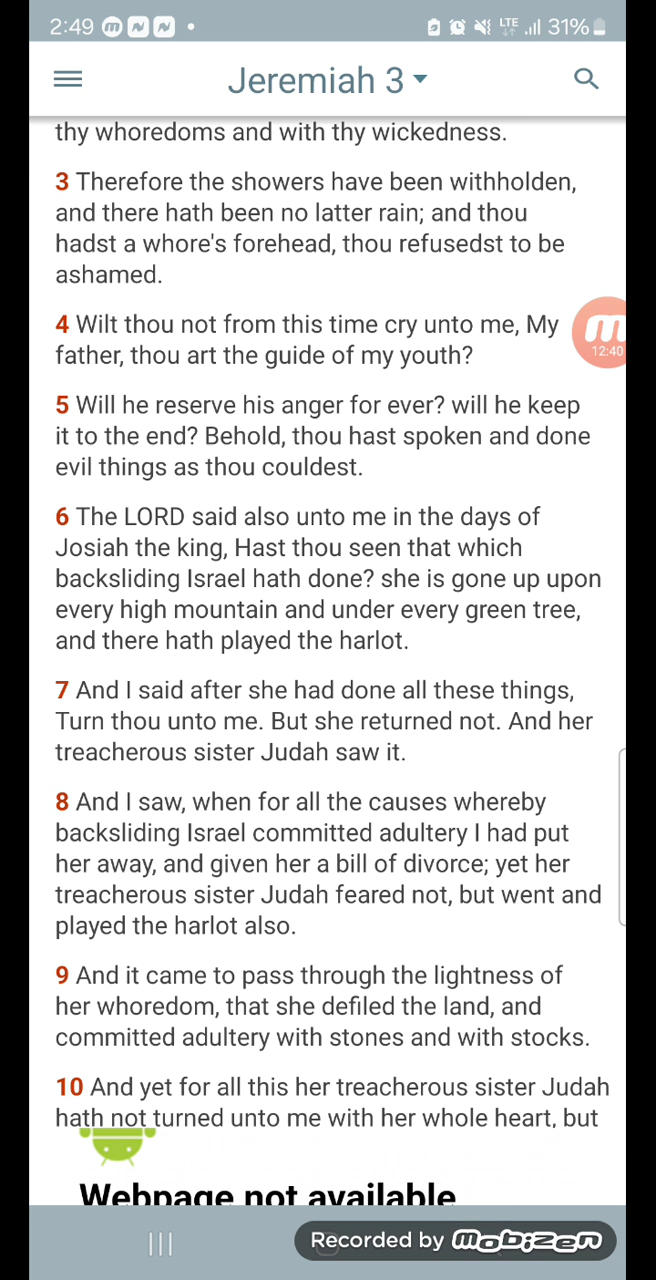 2:49
LTE
31%
Jeremiah 3
thy whoredoms and with thy wickedness.
3 Therefore the showers have been withholden,
and there hath been no latter rain; and thou
hadst a whore's forehead, thou refusedst to be
ashamed.
4 Wilt thou not from this time cry unto me, My
father, thou art the guide of my youth?
m
12:40
5 Will he reserve his anger for ever? will he keep
it to the end? Behold, thou hast spoken and done
evil things as thou couldest.
6 The LORD said also unto me in the days of
Josiah the king, Hast thou seen that which
backsliding Israel hath done? she is gone up upon
every high mountain and under every green tree,
and there hath played the harlot.
7 And I said after she had done all these things,
Turn thou unto me. But she returned not. And her
treacherous sister Judah saw it.
8 And I saw, when for all the causes whereby
backsliding Israel committed adultery I had put
her away, and given her a bill of divorce; yet her
treacherous sister Judah feared not, but went and
played the harlot also.
9 And it came to pass through the lightness of
her whoredom, that she defiled the land, and
committed adultery with stones and with stocks.
10 And yet for all this her treacherous sister Judah
hath not turned unto me with her whole heart, but
Webpage not available
Recorded by mobizen